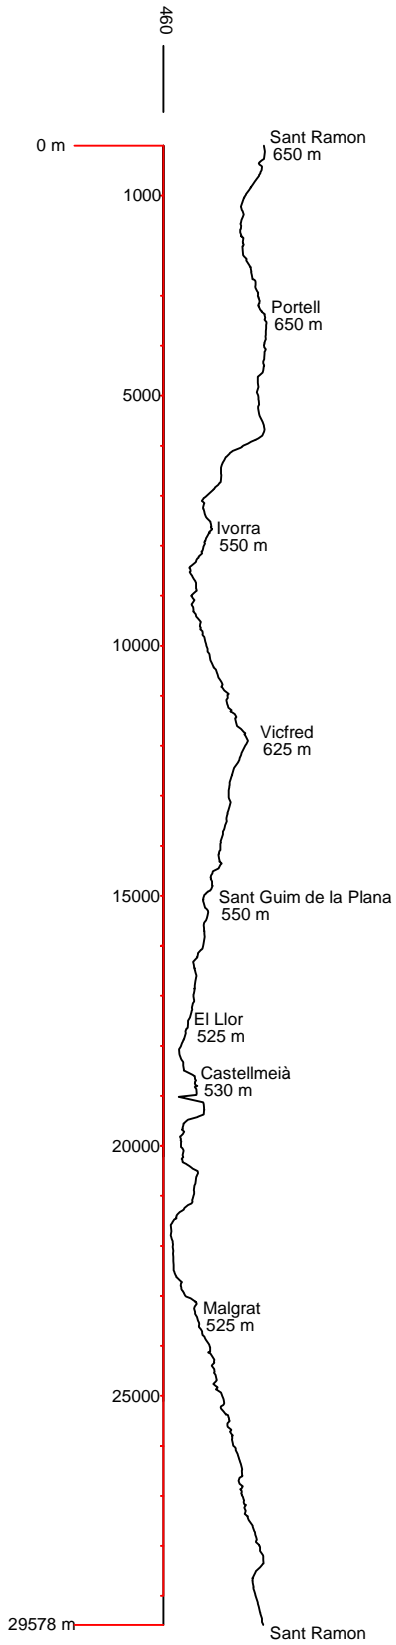 460
Sant Ramon
0 m
650 m
1000
Portell
650 m
5000
Ivorra
550 m
10000
Vicfred
625 m
15000
Sant Guim de la Plana
550 m
El Llor
525 m
Castellmeià
530 m
20000
Malgrat
525 m
25000
29578 m
Sant Ramon